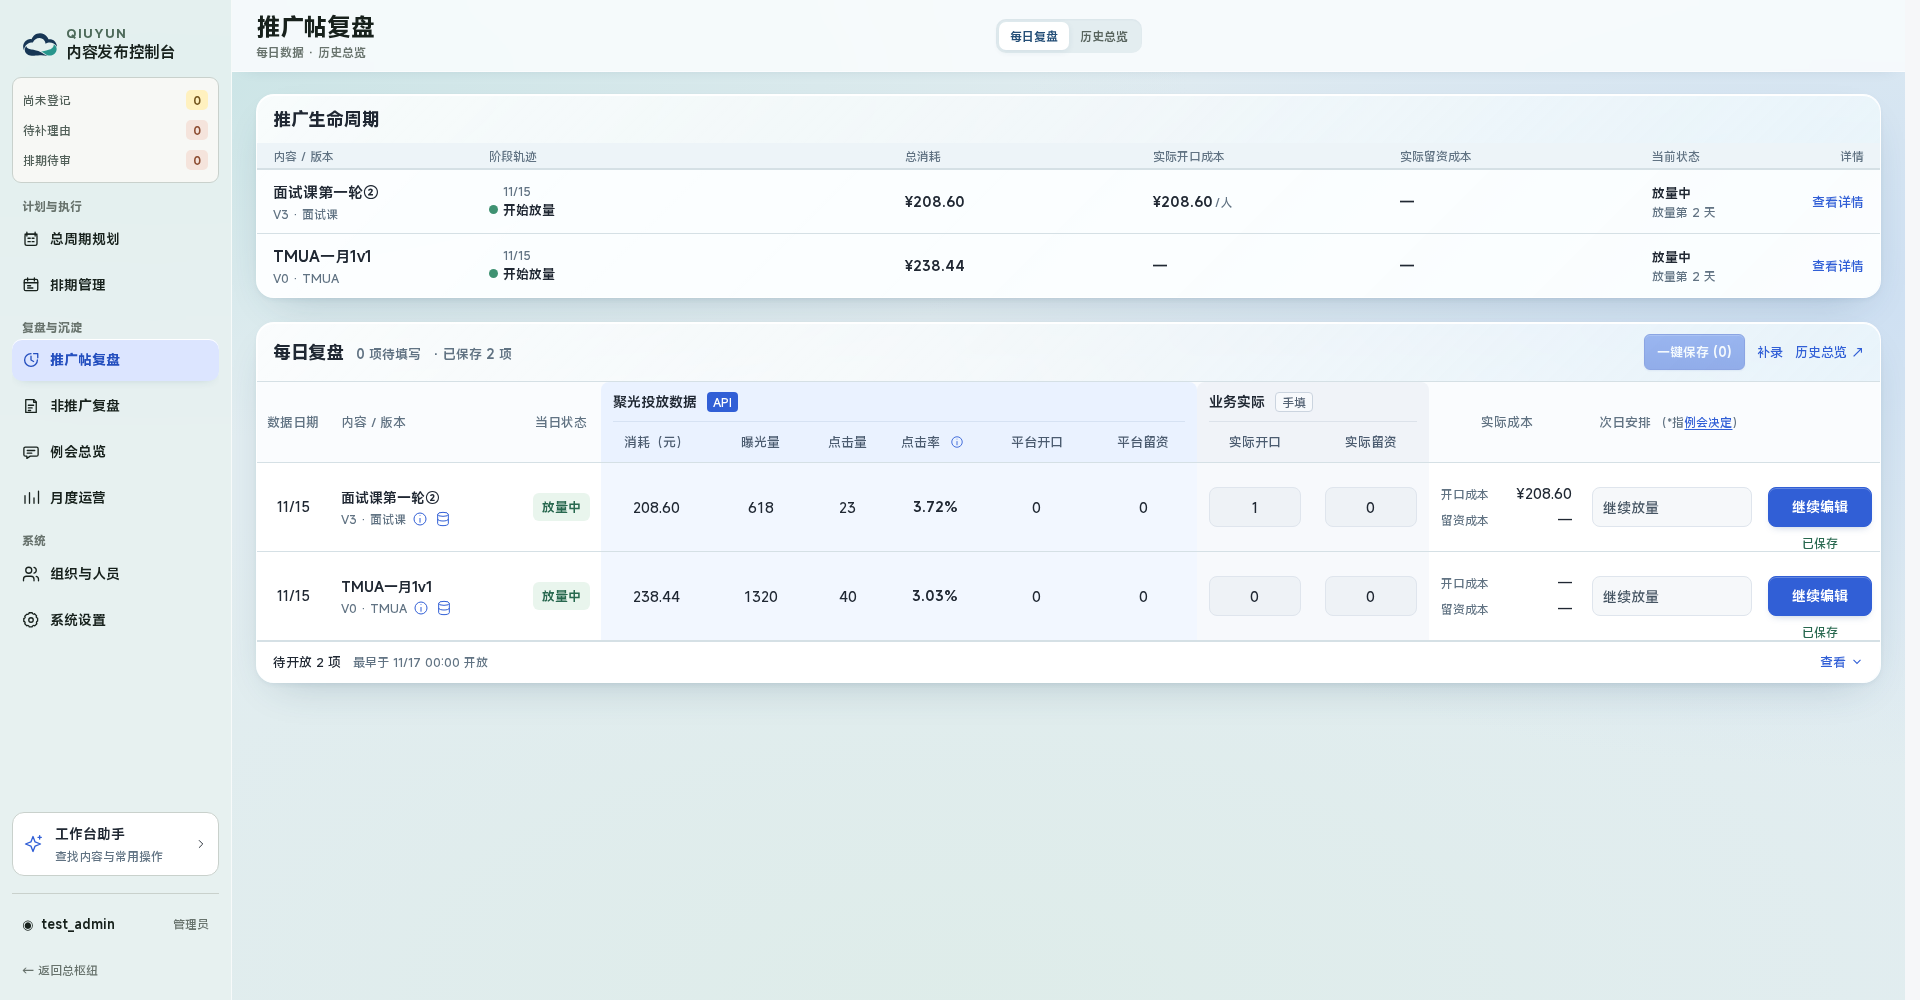 QIUYUN
内容发布控制台
尚未登记 0
待补理由 0
排期待审 0
计划与执行
总周期规划
排期管理
复盘与沉淀
推广帖复盘
非推广复盘
例会总览
月度运营
系统
组织与人员
系统设置
工作台助手
查找内容与常用操作
test_admin 管理员
← 返回总枢纽
推广帖复盘
每日数据 · 历史总览
每日复盘 历史总览
推广生命周期
内容 / 版本 阶段轨迹 总消耗 实际开口成本 实际留资成本 当前状态 详情
面试课第一轮② 11/15 开始放量 ¥208.60 ¥208.60 /人 — 放量中 查看详情
V3 · 面试课 放量第 2 天
TMUA一月1v1 11/15 开始放量 ¥238.44 — — 放量中 查看详情
V0 · TMUA 放量第 2 天
每日复盘 0 项待填写 · 已保存 2 项 一键保存 (0) 补录 历史总览 ↗
聚光投放数据 API 业务实际 手填
数据日期 内容 / 版本 当日状态 消耗（元） 曝光量 点击量 点击率 平台开口 平台留资 实际开口 实际留资 实际成本 次日安排 (*指例会决定)
11/15 面试课第一轮② 放量中 208.60 618 23 3.72% 0 0 1 0 开口成本 ¥208.60 继续放量 继续编辑
V3 · 面试课 留资成本 — 已保存
11/15 TMUA一月1v1 放量中 238.44 1320 40 3.03% 0 0 0 0 开口成本 — 继续放量 继续编辑
V0 · TMUA 留资成本 — 已保存
待开放 2 项 最早于 11/17 00:00 开放 查看